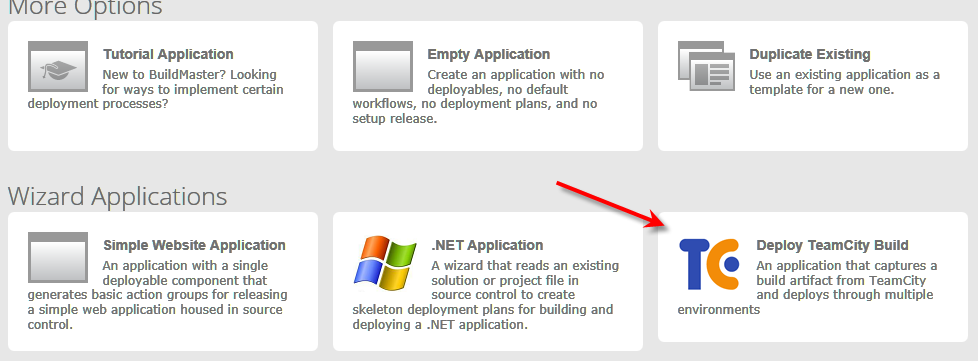 More Options
Tutorial Application
New to BuildMaster? Looking
for ways to implement certain
deployment processes?
Empty Application
Create an application with no
deployables, no default
workflows, no deployment plans, and no
setup release.
Duplicate Existing
Use an existing application as a
template for a new one.
Wizard Applications
Simple Website Application
An application with a single
deployable component that
generates basic action groups for releasing
a simple web application housed in source
control.
.NET Application
A wizard that reads an existing
solution or project file in
source control to create
skeleton deployment plans for building and
deploying a .NET application.
TC
Deploy TeamCity Build
An application that captures a
build artifact from TeamCity
and deploys through multiple
environments